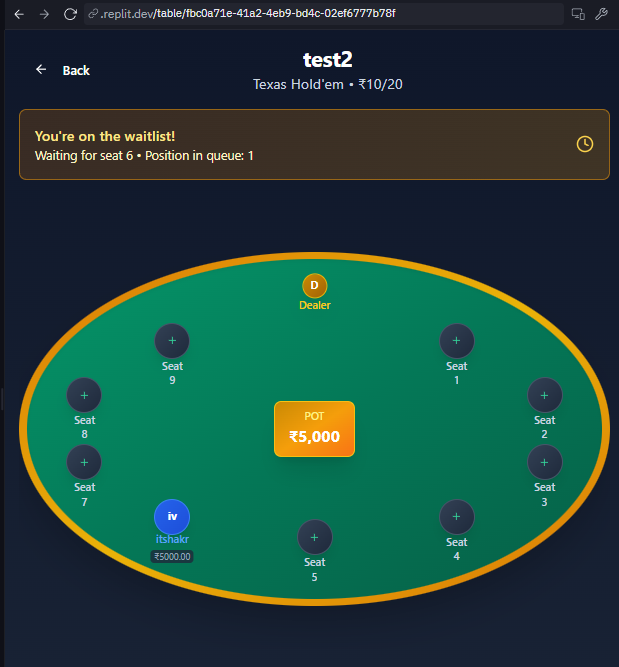 .replit.dev/table/fbc0a71e-41a2-4eb9-bd4c-02ef6777b78f
Back
test2
Texas Hold'em • ₹10/20
You're on the waitlist!
Waiting for seat 6 • Position in queue: 1
D
Dealer
+
Seat
9
+
Seat
1
+
Seat
8
+
Seat
2
POT
₹5,000
+
Seat
7
+
Seat
3
iv
itshakr
₹5000.00
+
Seat
5
+
Seat
4